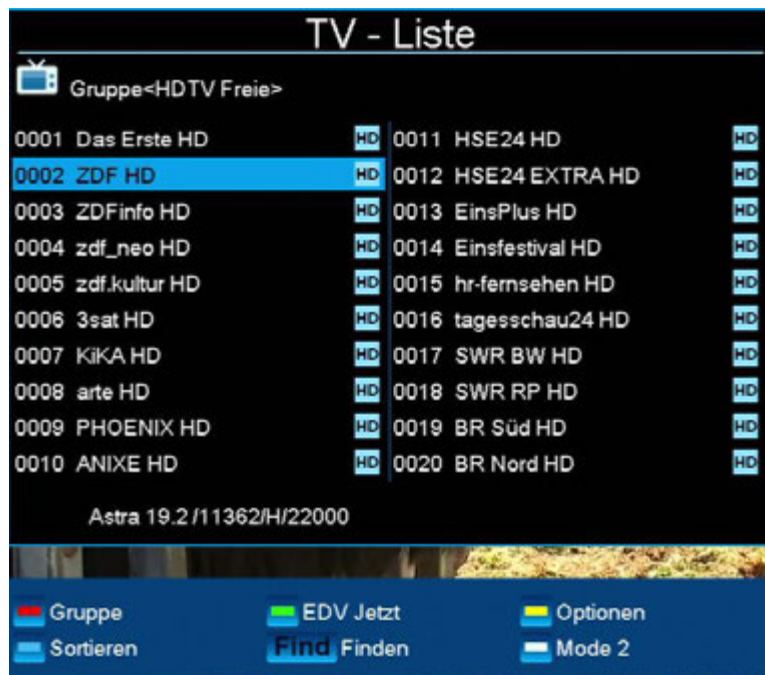 TV - Liste
Gruppe<HDTV Freie>
0001 Das Erste HD HD
0002 ZDF HD HD
0003 ZDFinfo HD HD
0004 zdf_neo HD HD
0005 zdf.kultur HD HD
0006 3sat HD HD
0007 KiKA HD HD
0008 arte HD HD
0009 PHOENIX HD HD
0010 ANIXE HD HD
0011 HSE24 HD HD
0012 HSE24 EXTRA HD HD
0013 EinsPlus HD HD
0014 Einsfestival HD HD
0015 hr-fernsehen HD HD
0016 tagesschau24 HD HD
0017 SWR BW HD HD
0018 SWR RP HD HD
0019 BR Süd HD HD
0020 BR Nord HD HD
Astra 19.2 /11362/H/22000
Gruppe EDV Jetzt Optionen
Sortieren Find Finden Mode 2